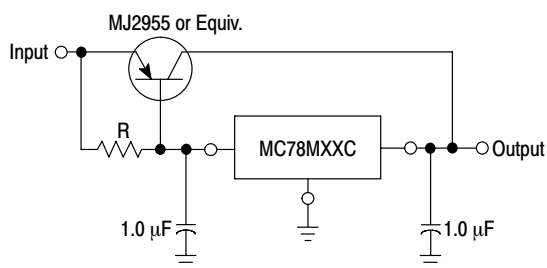 MJ2955 or Equiv.
Input
R
MC78MXXC
Output
1.0 μF
1.0 μF